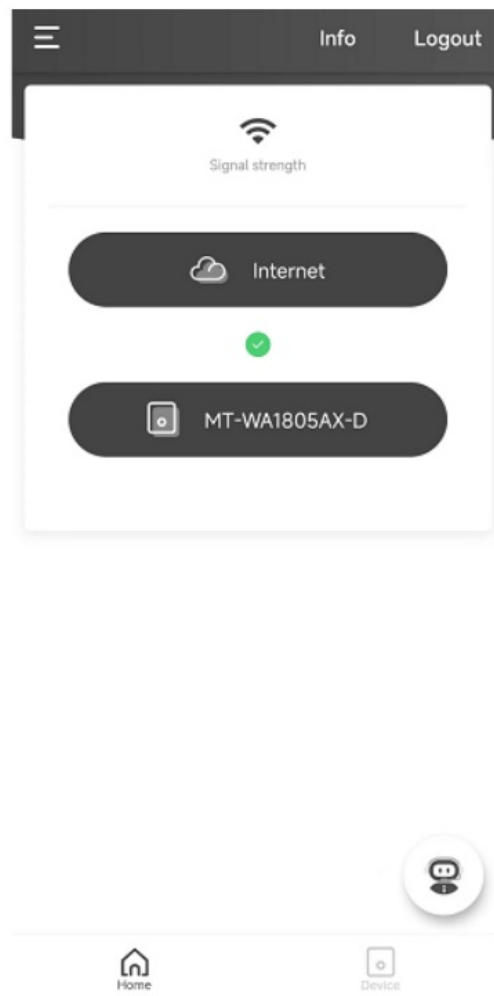 Info Logout
Signal strength
Internet
MT-WA1805AX-D
Home Device